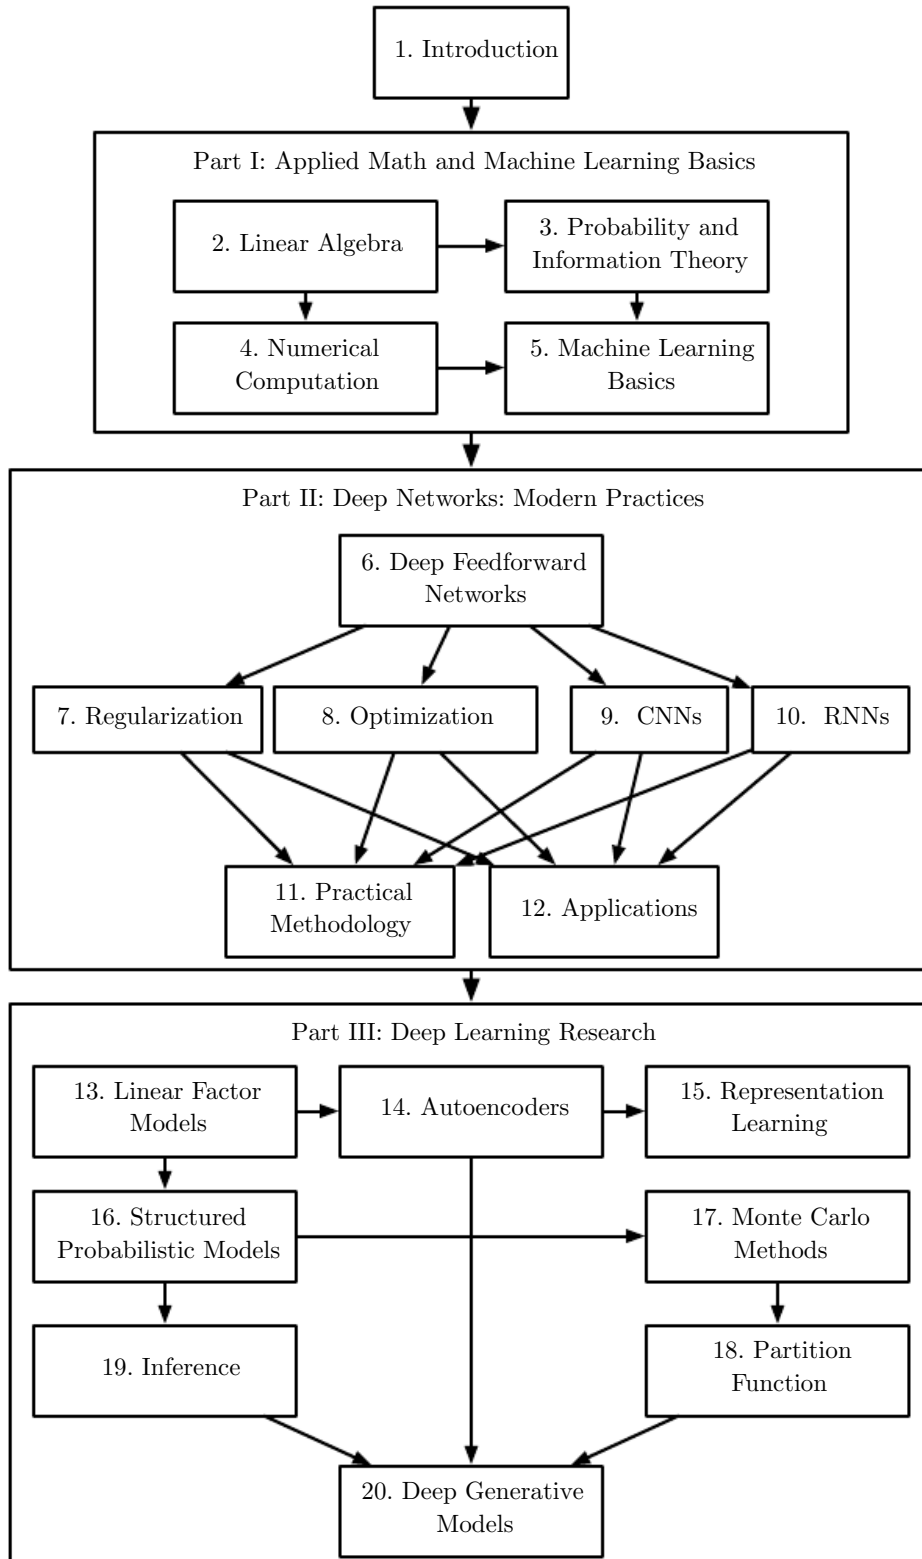 1. Introduction
Part I: Applied Math and Machine Learning Basics
2. Linear Algebra
3. Probability and
Information Theory
4. Numerical
Computation
5. Machine Learning
Basics
Part II: Deep Networks: Modern Practices
6. Deep Feedforward
Networks
7. Regularization
8. Optimization
9.  CNNs
10.  RNNs
11. Practical
Methodology
12. Applications
Part III: Deep Learning Research
13. Linear Factor
Models
14. Autoencoders
15. Representation
Learning
16. Structured
Probabilistic Models
17. Monte Carlo
Methods
19. Inference
18. Partition
Function
20. Deep Generative
Models